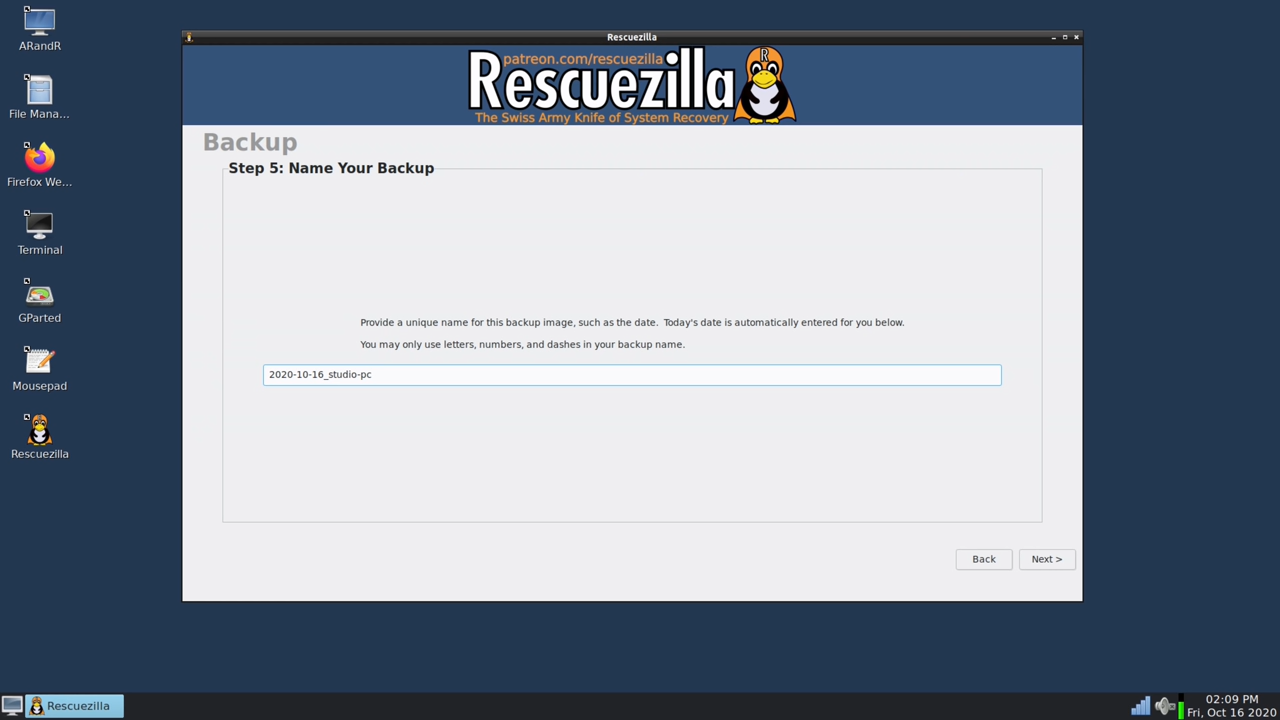 ARandR
File Mana...
Firefox We...
Terminal
GParted
Mousepad
Rescuezilla
Rescuezilla
patreon.com/rescuezilla
Rescuezilla
R
The Swiss Army Knife of System Recovery
Backup
Step 5: Name Your Backup
Provide a unique name for this backup image, such as the date.  Today's date is automatically entered for you below.
You may only use letters, numbers, and dashes in your backup name.
2020-10-16_studio-pc
Back
Next >
Rescuezilla
02:09 PM
Fri, Oct 16 2020